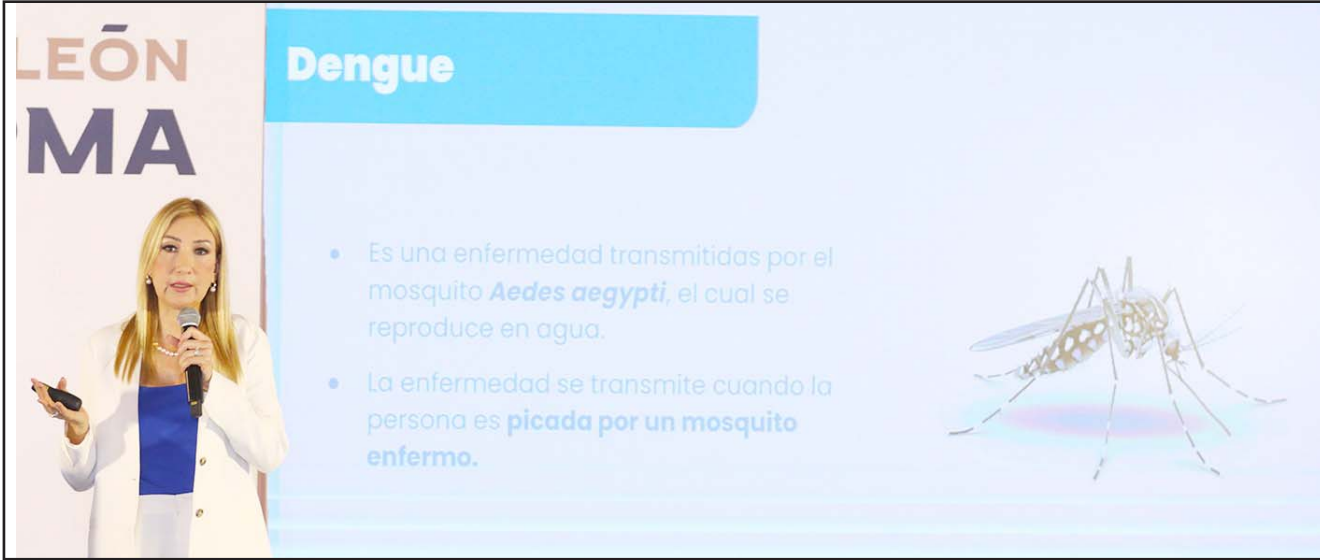 LEÓN
MA
Dengue
• Es una enfermedad transmitidas por el
mosquito Aedes aegypti, el cual se
reproduce en agua.
• La enfermedad se transmite cuando la
persona es picada por un mosquito
enfermo.